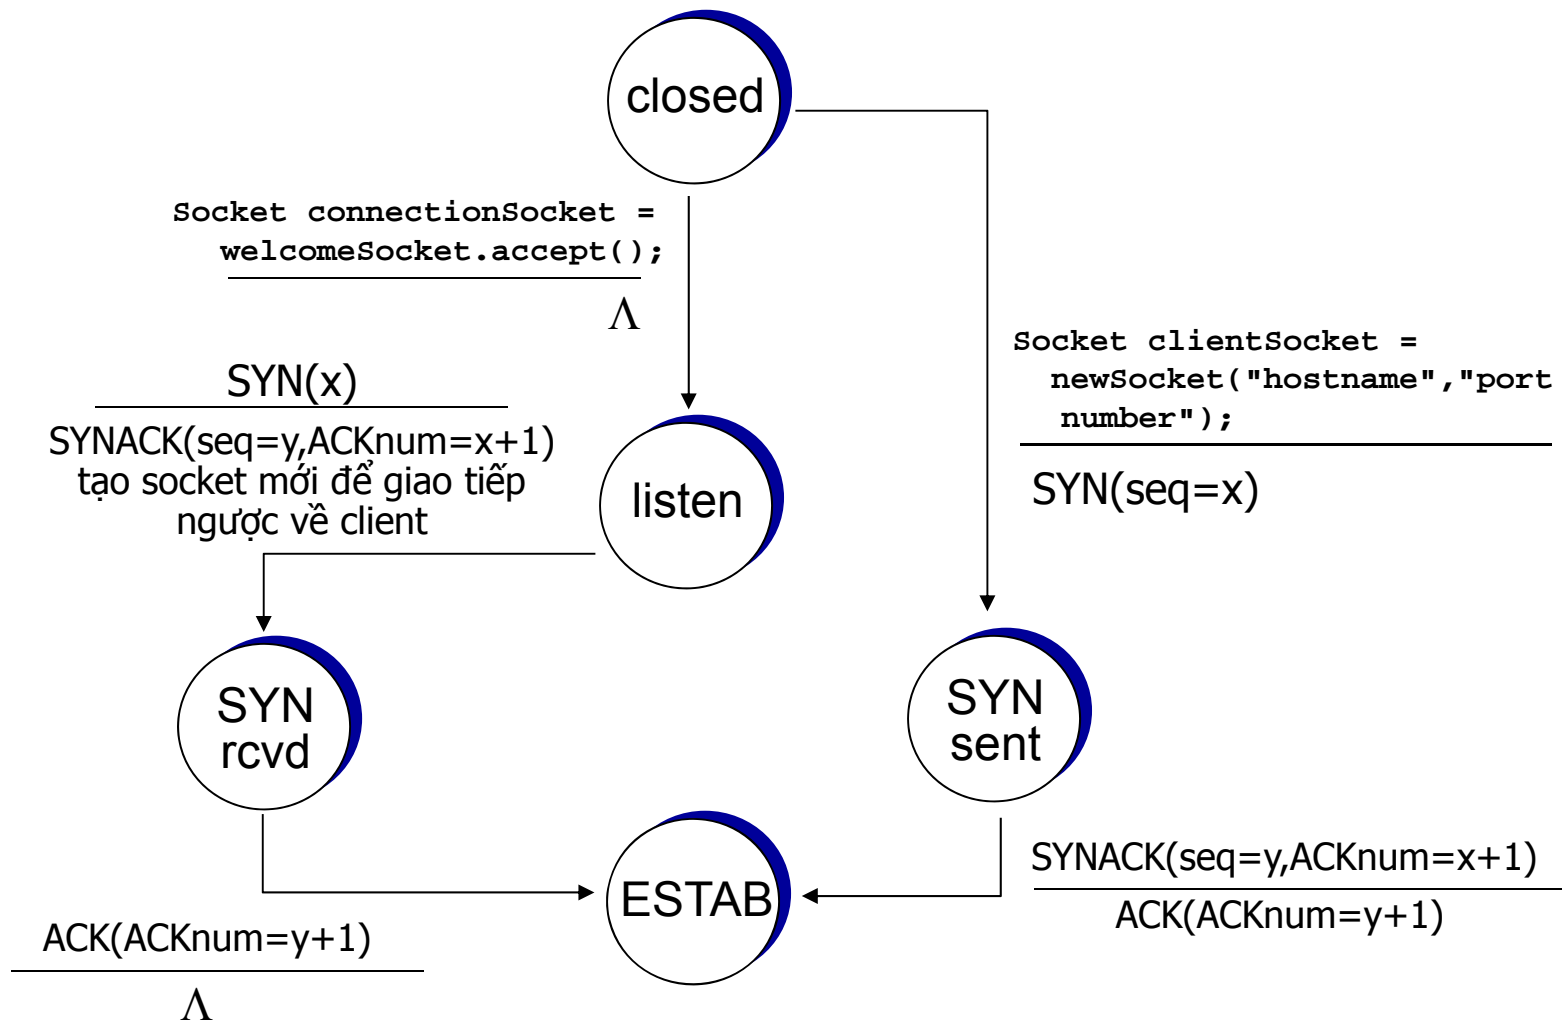 closed
Socket connectionSocket =
welcomeSocket.accept();
Λ
Socket clientSocket =
newSocket("hostname","port
number");
SYN(seq=x)
SYN(x)
SYNACK(seq=y,ACKnum=x+1)
tạo socket mới để giao tiếp
ngược về client
listen
SYN
rcvd
SYN
sent
ESTAB
SYNACK(seq=y,ACKnum=x+1)
ACK(ACKnum=y+1)
ACK(ACKnum=y+1)
Λ